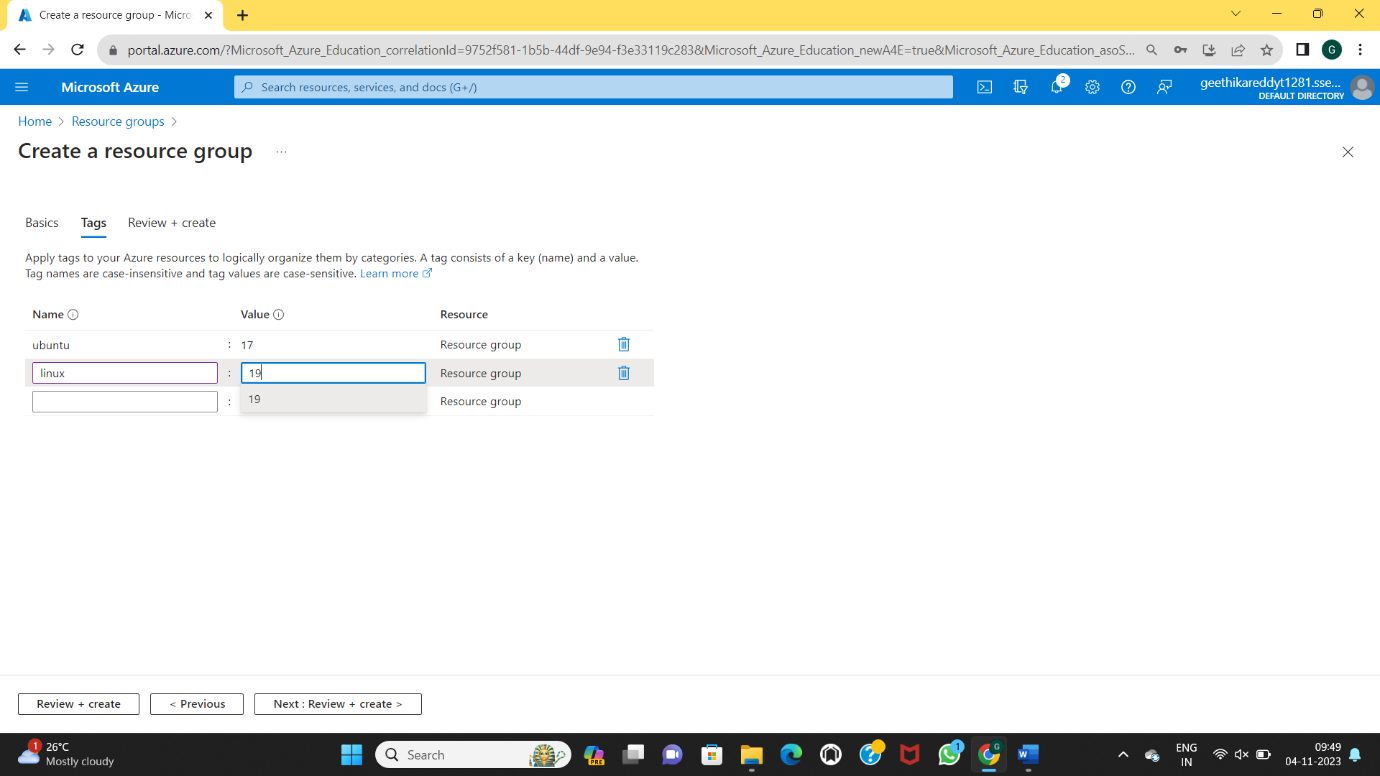 Create a resource group - Micro
portal.azure.com/?Microsoft_Azure_Education_correlationId=9752f581-1b5b-44df-9e94-f3e33119c283&Microsoft_Azure_Education_newA4E=true&Microsoft_Azure_Education_asoS...
G
Microsoft Azure
Search resources, services, and docs (G+/)
2
geethikareddyt1281.sse...
DEFAULT DIRECTORY
Home > Resource groups >
Create a resource group ...
Basics Tags Review + create
Apply tags to your Azure resources to logically organize them by categories. A tag consists of a key (name) and a value.
Tag names are case-insensitive and tag values are case-sensitive. Learn more
Name Value Resource
ubuntu : 17 Resource group
linux : 19 Resource group
: 19 Resource group
Review + create < Previous Next : Review + create >
1 26°C
Mostly cloudy
Search
PRE
1
G
ENG
IN
09:49
04-11-2023